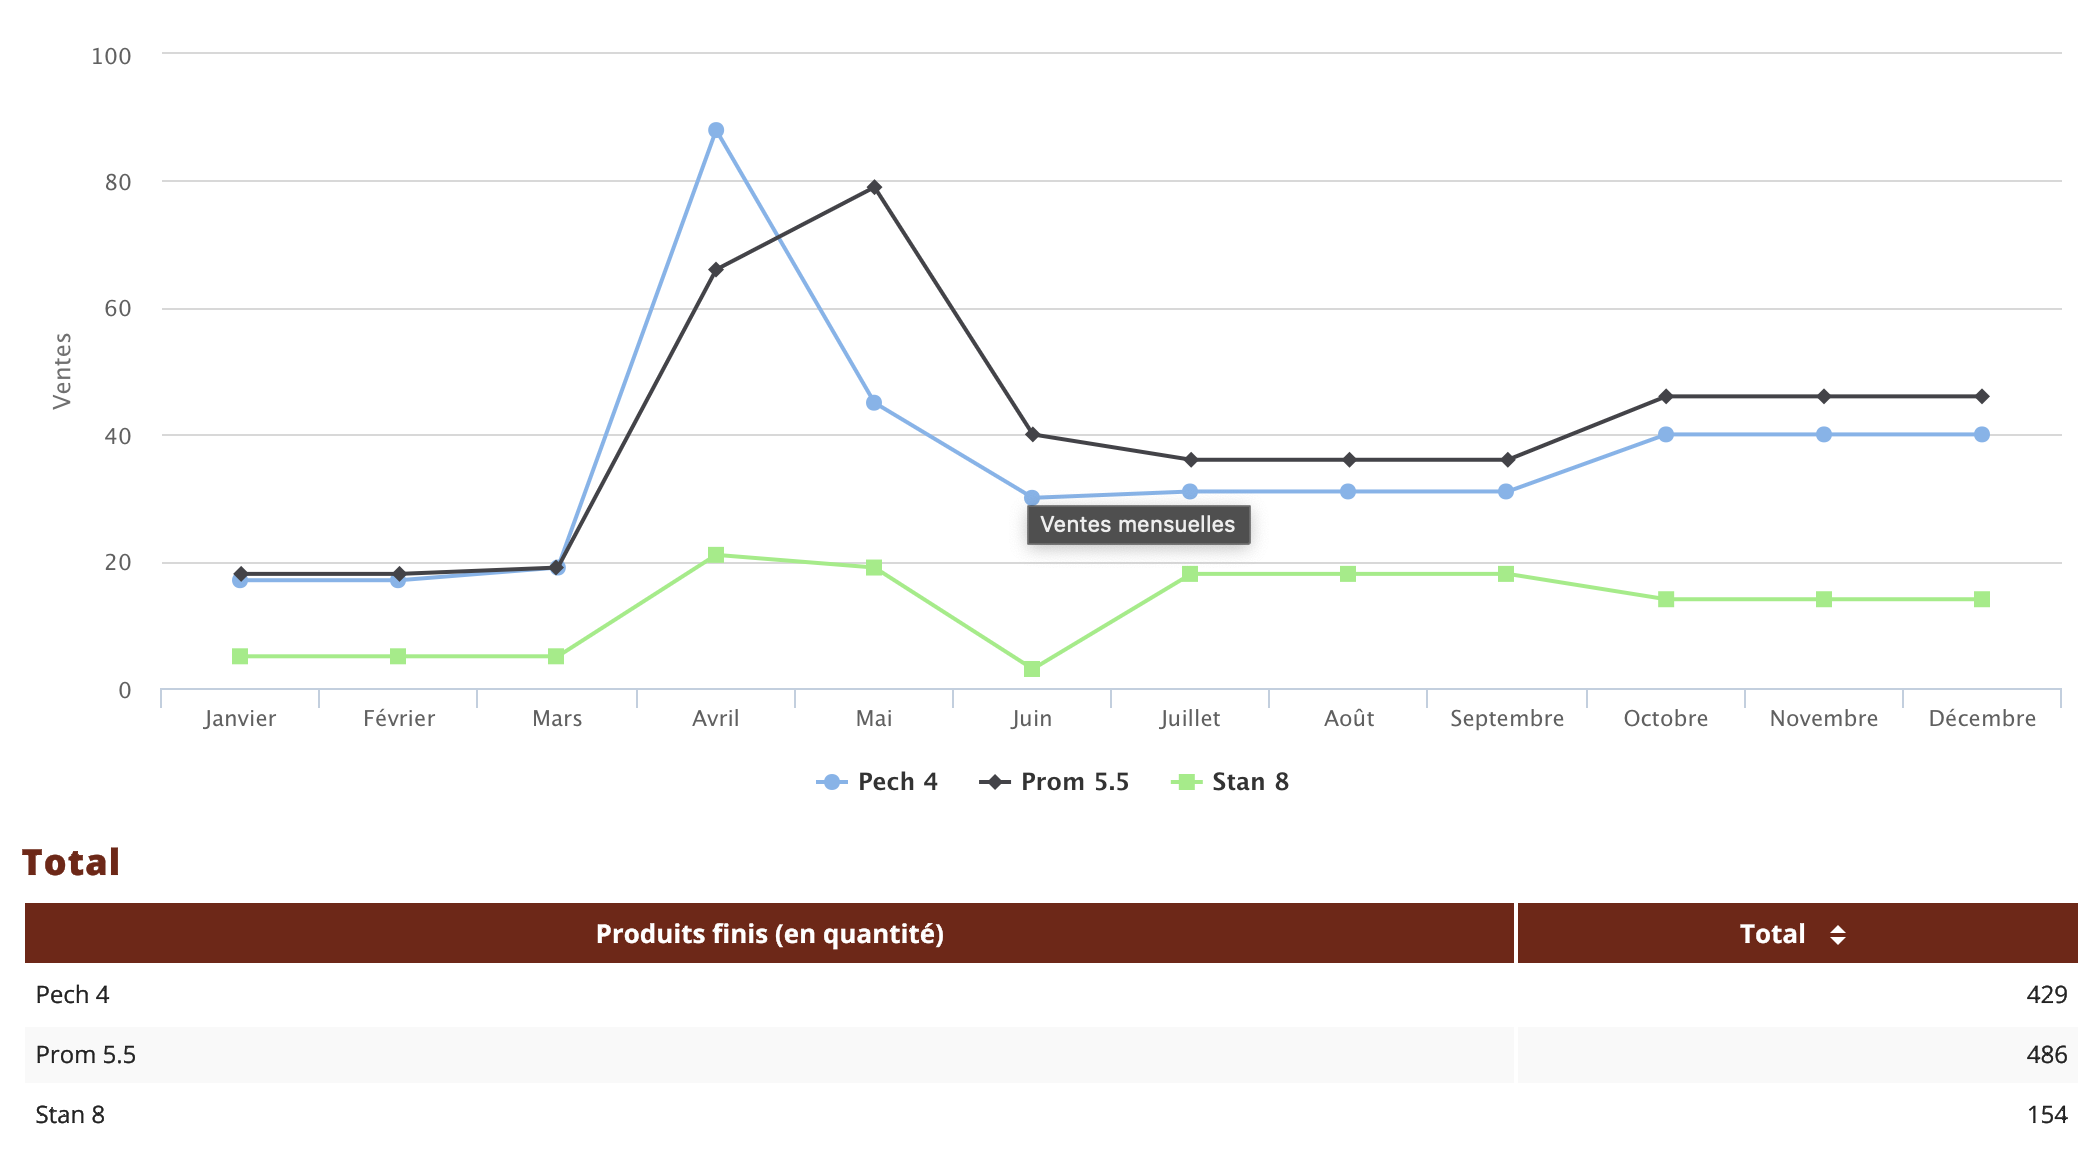 100
80
60
40
20
0
Ventes
Ventes mensuelles
Janvier Février Mars Avril Mai Juin Juillet Août Septembre Octobre Novembre Décembre
Pech 4 Prom 5.5 Stan 8
Total
Produits finis (en quantité) Total
Pech 4 429
Prom 5.5 486
Stan 8 154